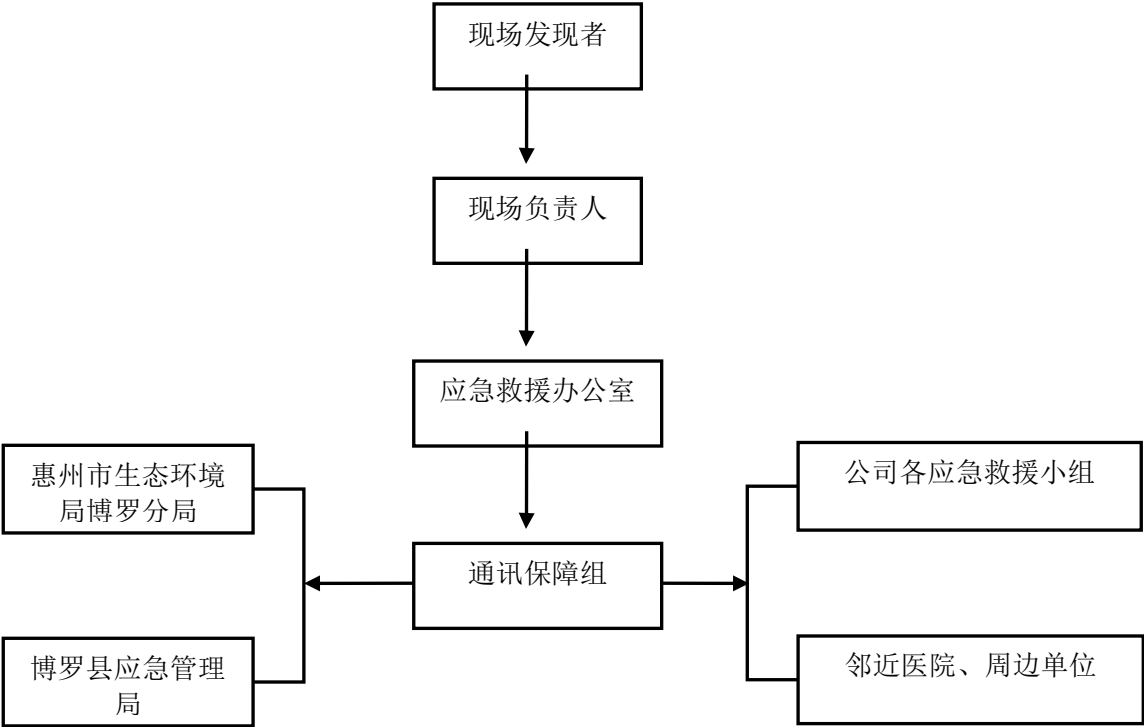 现场发现者
现场负责人
应急救援办公室
惠州市生态环境
局博罗分局
公司各应急救援小组
通讯保障组
博罗县应急管理
局
邻近医院、周边单位